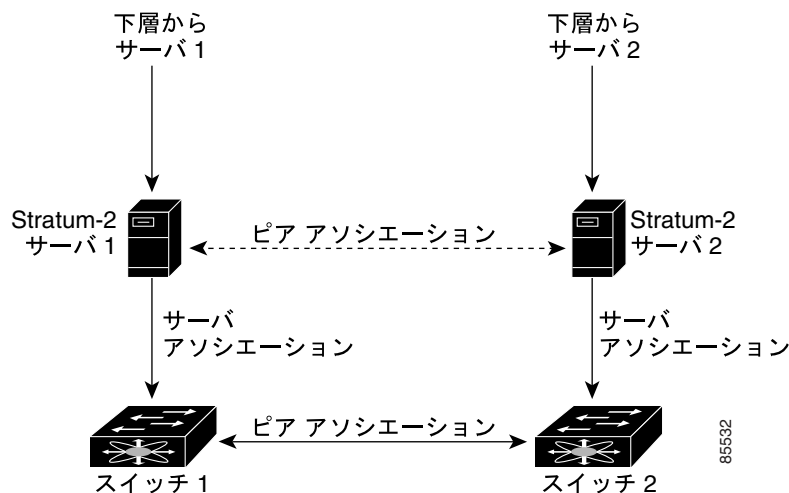 下層から
サーバ 1
下層から
サーバ 2
Stratum-2
サーバ 1
ピア アソシエーション
Stratum-2
サーバ 2
サーバ
アソシエーション
サーバ
アソシエーション
ピア アソシエーション
スイッチ 1
スイッチ 2
85532